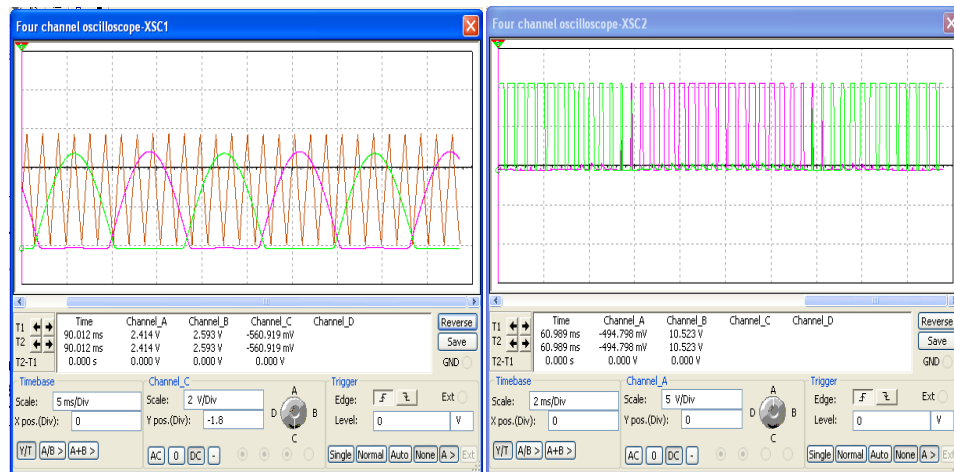 Four channel oscilloscope-XSC1
Time Channel_A Channel_B Channel_C Channel_D
T1 90.012 ms 2.414 V 2.593 V -560.919 mV
T2 90.012 ms 2.414 V 2.593 V -560.919 mV
T2-T1 0.000 s 0.000 V 0.000 V 0.000 V
Reverse
Save
GND
Timebase
Scale: 5 ms/Div
X pos.(Div): 0
Y/T A/B > A+B >
Channel_C
Scale: 2 V/Div
Y pos.(Div): -1.8
AC 0 DC -
A
B
C
D
Trigger
Edge: Ext
Level: 0 V
Single Normal Auto None A > Ext
Four channel oscilloscope-XSC2
Time Channel_A Channel_B Channel_C Channel_D
T1 60.989 ms -494.798 mV 10.523 V
T2 60.989 ms -494.798 mV 10.523 V
T2-T1 0.000 s 0.000 V 0.000 V
Reverse
Save
GND
Timebase
Scale: 2 ms/Div
X pos.(Div): 0
Y/T A/B > A+B >
Channel_A
Scale: 5 V/Div
Y pos.(Div): 0
AC 0 DC -
A
B
C
D
Trigger
Edge: Ext
Level: 0 V
Single Normal Auto None A > Ext